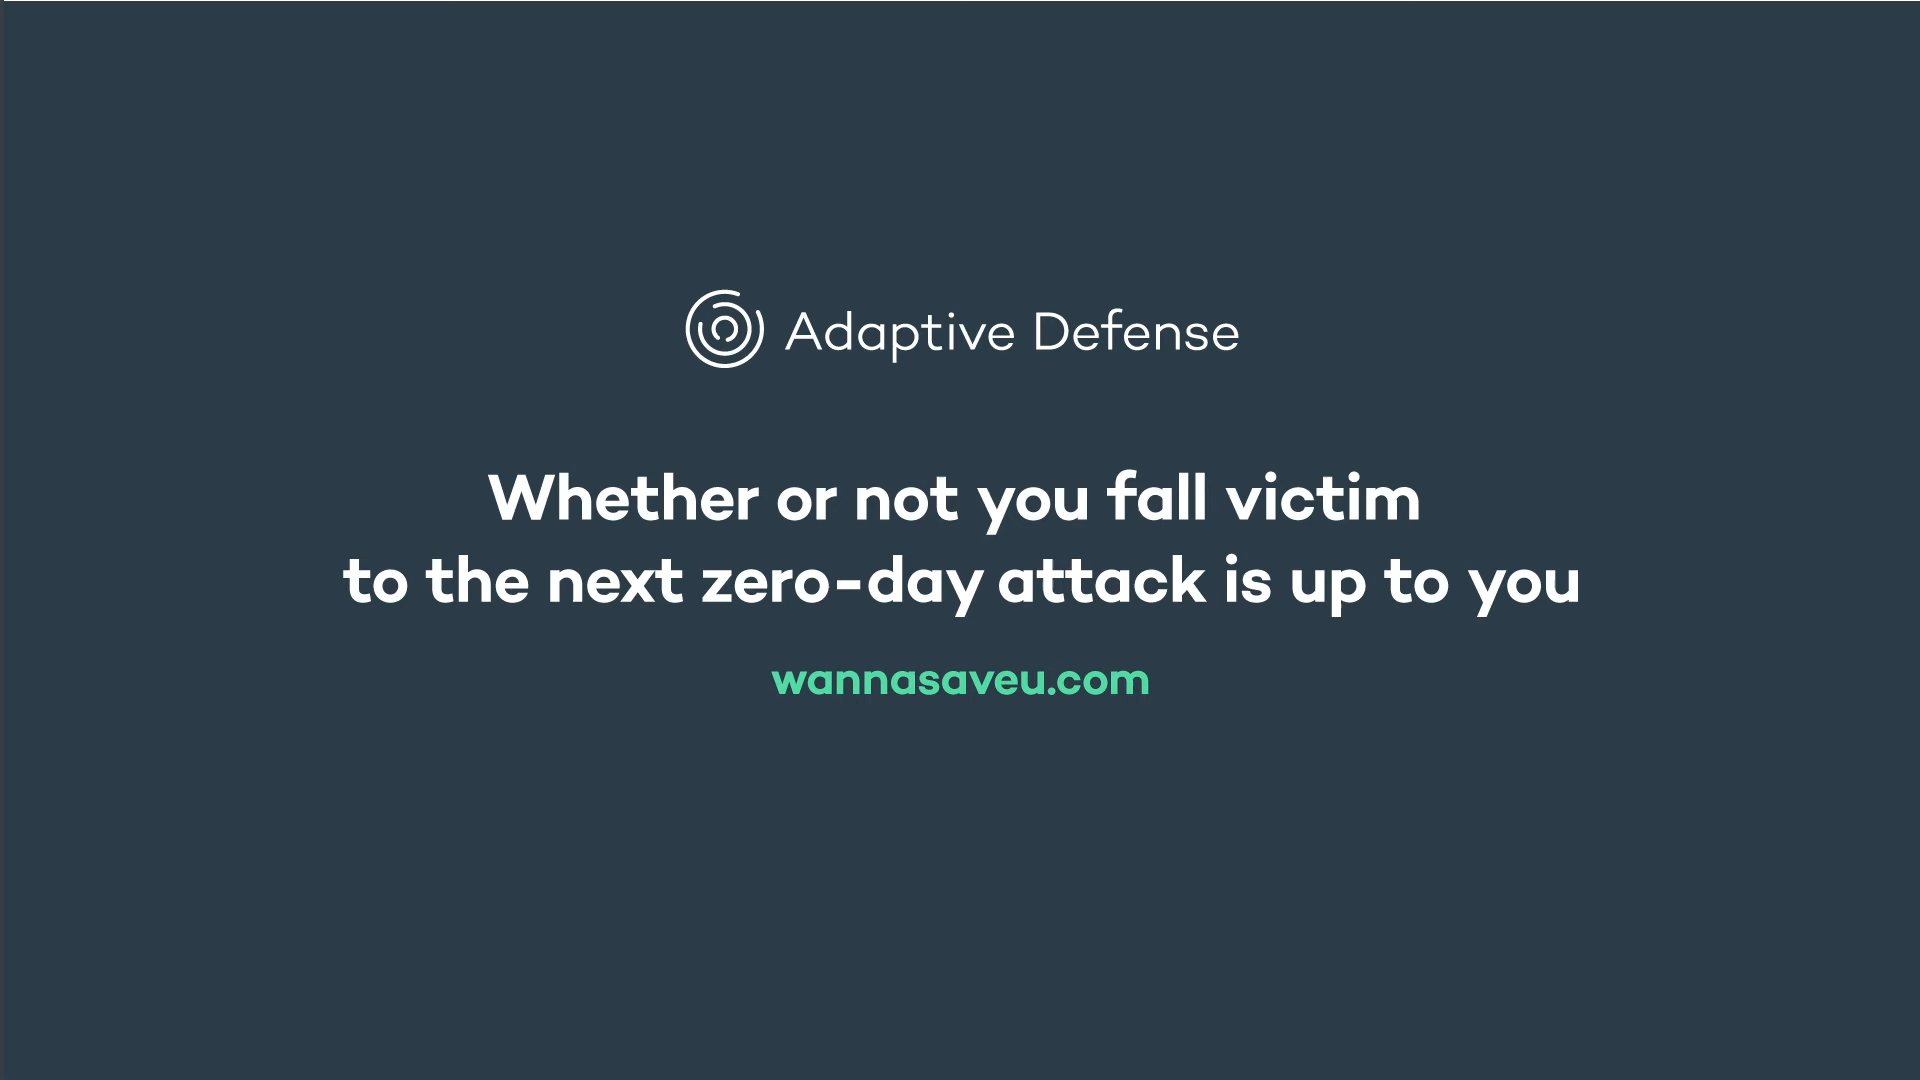 Adaptive Defense
Whether or not you fall victim
to the next zero-day attack is up to you
wannasaveu.com